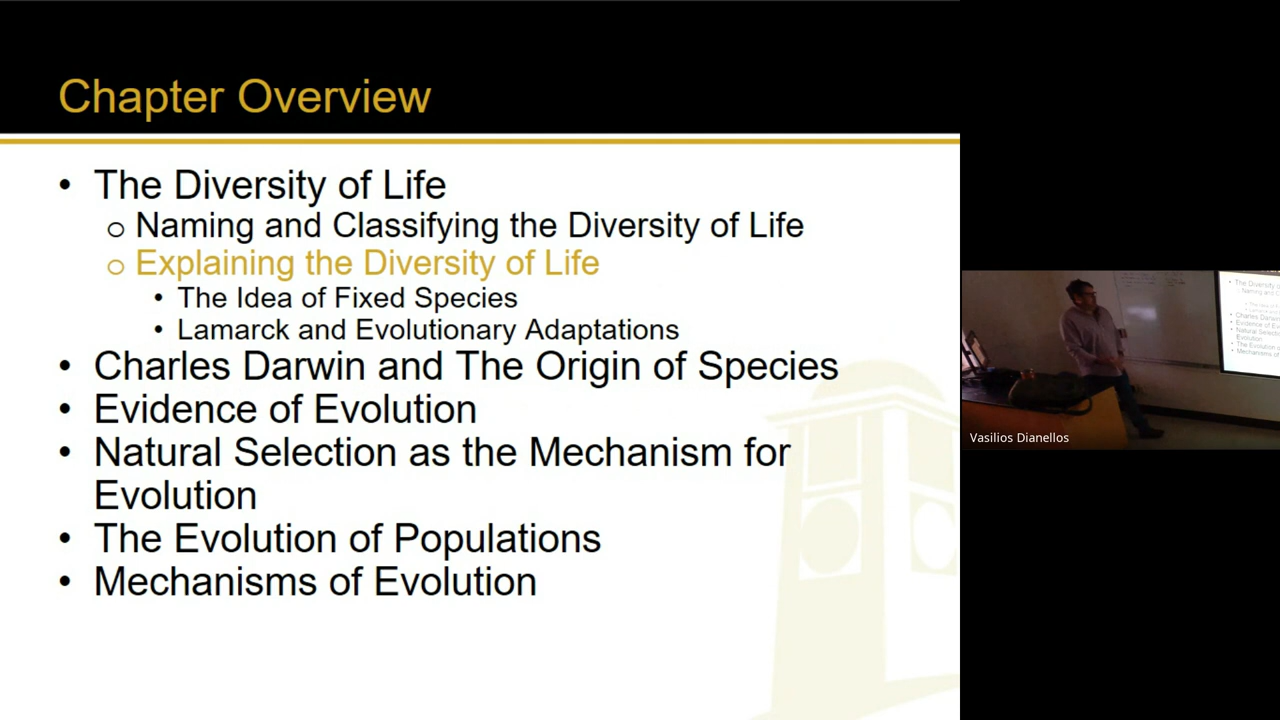 Chapter Overview
• The Diversity of Life
o Naming and Classifying the Diversity of Life
o Explaining the Diversity of Life
• The Idea of Fixed Species
• Lamarck and Evolutionary Adaptations
• Charles Darwin and The Origin of Species
• Evidence of Evolution
• Natural Selection as the Mechanism for
Evolution
• The Evolution of Populations
• Mechanisms of Evolution
Vasilios Dianellos